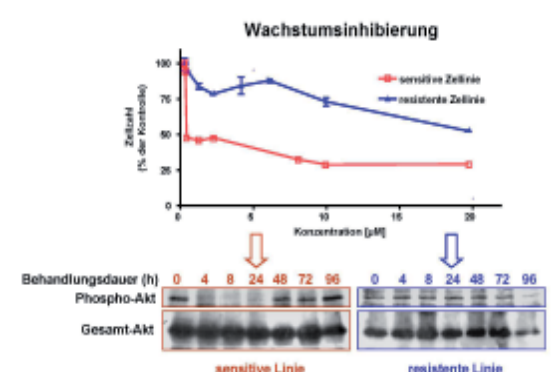 Wachstumsinhibierung
Zellzahl
(% der Kontrolle)
100
75
50
25
0
sensitive Zellinie
resistente Zellinie
0 5 10 15 20
Konzentration [µM]
Behandlungsdauer (h) 0 4 8 24 48 72 96 0 4 8 24 48 72 96
Phospho-Akt
Gesamt-Akt
sensitive Linie resistente Linie